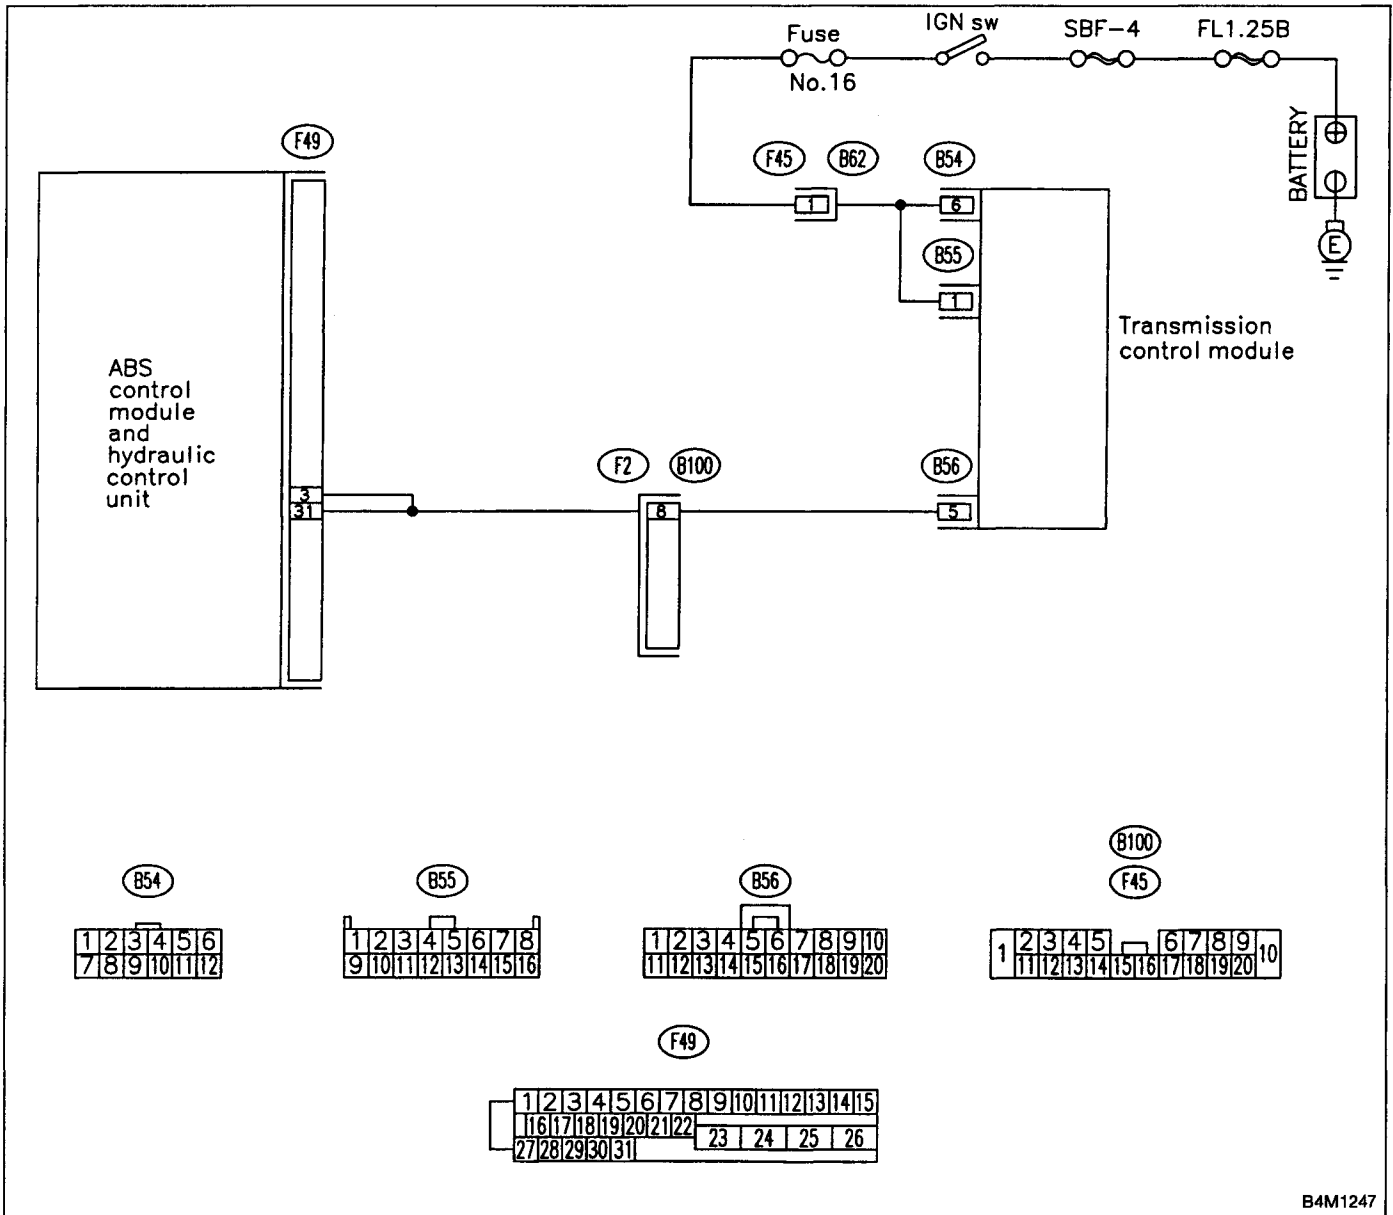 Fuse
No.16
IGN sw
SBF-4
FL1.25B
BATTERY
E
F49
F45
B62
B54
1
6
B55
1
Transmission
control module
ABS
control
module
and
hydraulic
control
unit
3
31
F2
B100
8
B56
5
B54
1 2 3 4 5 6
7 8 9 10 11 12
B55
1 2 3 4 5 6 7 8
9 10 11 12 13 14 15 16
B56
1 2 3 4 5 6 7 8 9 10
11 12 13 14 15 16 17 18 19 20
B100
F45
1 2 3 4 5 6 7 8 9 10
11 12 13 14 15 16 17 18 19 20
F49
1 2 3 4 5 6 7 8 9 10 11 12 13 14 15
16 17 18 19 20 21 22
23 24 25 26
27 28 29 30 31
B4M1247